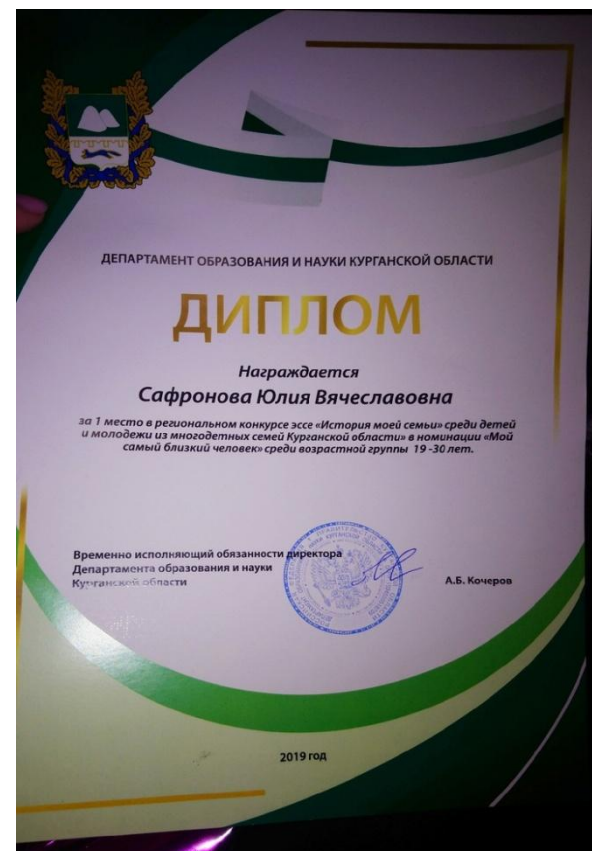 ДЕПАРТАМЕНТ ОБРАЗОВАНИЯ И НАУКИ КУРГАНСКОЙ ОБЛАСТИ
ДИПЛОМ
Награждается
Сафронова Юлия Вячеславовна
за 1 место в региональном конкурсе эссе «История моей семьи» среди детей
и молодежи из многодетных семей Курганской области» в номинации «Мой
самый близкий человек» среди возрастной группы 19 -30 лет.
Временно исполняющий обязанности директора
Департамента образования и науки
Курганской области
А.Б. Кочеров
2019 год